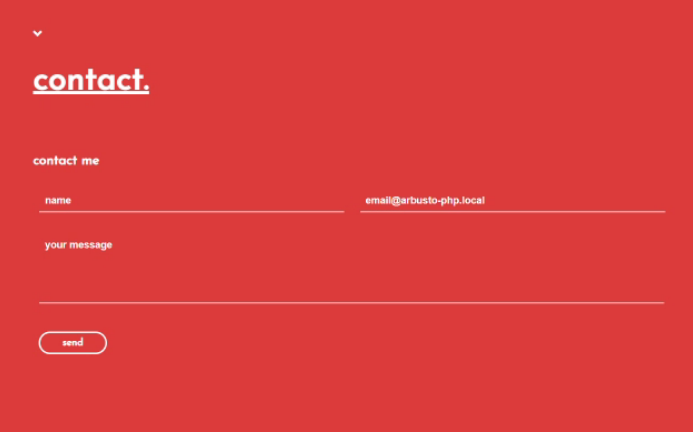 contact.
contact me
name
email@arbusto-php.local
your message
send